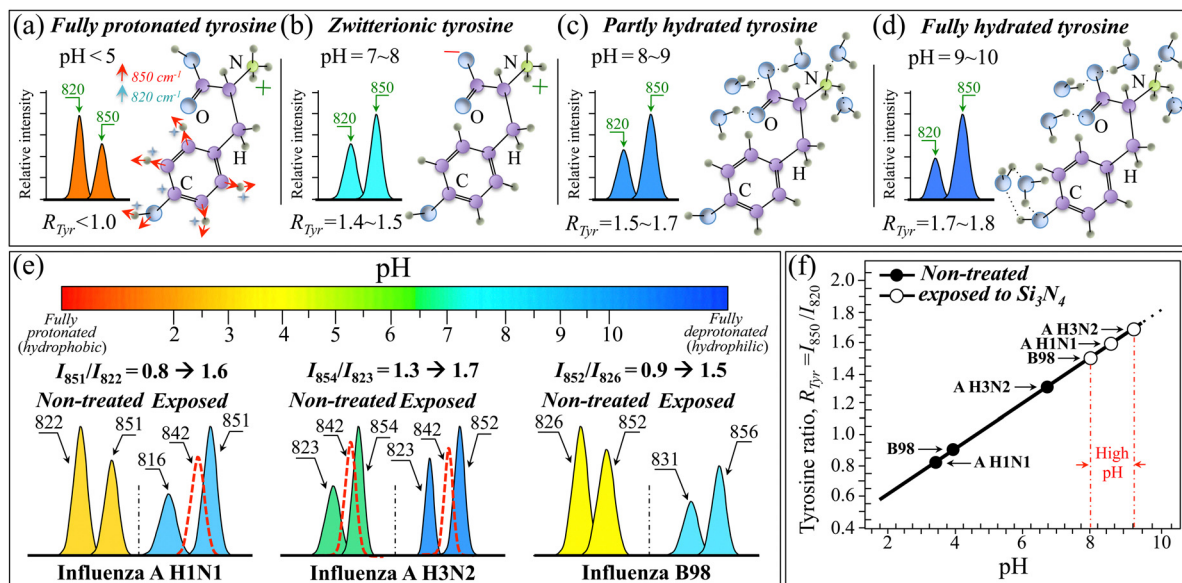 (a) Fully protonated tyrosine
pH < 5
850 cm-1
820 cm-1
820
850
Relative intensity
N
+
O
H
C
R_Tyr < 1.0
(b) Zwitterionic tyrosine
pH = 7~8
820
850
Relative intensity
N
+
O
H
C
R_Tyr = 1.4~1.5
(c) Partly hydrated tyrosine
pH = 8~9
820
850
Relative intensity
N
O
H
C
R_Tyr = 1.5~1.7
(d) Fully hydrated tyrosine
pH = 9~10
820
850
Relative intensity
N
O
H
C
R_Tyr = 1.7~1.8
(e)
pH
Fully
protonated
(hydrophobic)
2 3 4 5 6 7 8 9 10
Fully
deprotonated
(hydrophilic)
I851/I822 = 0.8 → 1.6
Non-treated Exposed
822
851
816
842
851
Influenza A H1N1
I854/I823 = 1.3 → 1.7
Non-treated Exposed
823
842
854
823
842
852
Influenza A H3N2
I852/I826 = 0.9 → 1.5
Non-treated Exposed
826
852
831
856
Influenza B98
(f)
Tyrosine ratio, R_Tyr = I850/I820
2.0
1.8
1.6
1.4
1.2
1.0
0.8
0.6
0.4
Non-treated
exposed to Si3N4
A H3N2
A H1N1
B98
A H3N2
B98
A H1N1
High
pH
2 3 4 5 6 7 8 9 10
pH